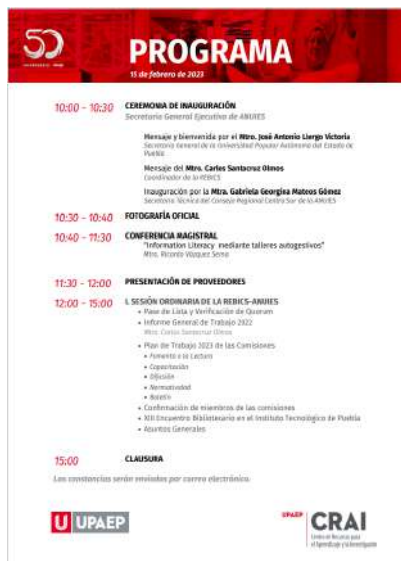 50
PROGRAMA
15 de febrero de 2023
10:00 - 10:30 CEREMONIA DE INAUGURACIÓN
Secretaría General Ejecutiva de ANUIES
Mensaje y bienvenida por el Mtro. José Antonio Llergo Victoria
Secretario General de la Universidad Popular Autónoma del Estado de
Puebla
Mensaje del Mtro. Carlos Santacruz Olmos
Coordinador de la REBICS
Inauguración por la Mtra. Gabriela Georgina Mateos Gómez
Secretaria Técnica del Consejo Regional Centro Sur de la ANUIES
10:30 - 10:40 FOTOGRAFÍA OFICIAL
10:40 - 11:30 CONFERENCIA MAGISTRAL
"Information Literacy mediante talleres autogestivos"
Mtro. Ricardo Vázquez Serna
11:30 - 12:00 PRESENTACIÓN DE PROVEEDORES
12:00 - 15:00 I. SESIÓN ORDINARIA DE LA REBICS-ANUIES
• Pase de Lista y Verificación de Quorum
• Informe General de Trabajo 2022
Mtro. Carlos Santacruz Olmos
• Plan de Trabajo 2023 de las Comisiones
• Fomento a la Lectura
• Capacitación
• Difusión
• Normatividad
• Boletín
• Confirmación de miembros de las comisiones
• XIII Encuentro Bibliotecario en el Instituto Tecnológico de Puebla
• Asuntos Generales
15:00 CLAUSURA
Las constancias serán enviadas por correo electrónico.
U UPAEP
UPAEP CRAI
Centro de Recursos para
el Aprendizaje y la Investigación